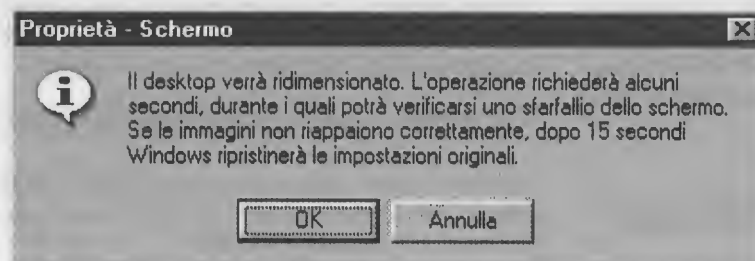 Proprietà - Schermo
Il desktop verrà ridimensionato. L'operazione richiederà alcuni
secondi, durante i quali potrà verificarsi uno sfarfallio dello schermo.
Se le immagini non riappaiono correttamente, dopo 15 secondi
Windows ripristinerà le impostazioni originali.
OK
Annulla